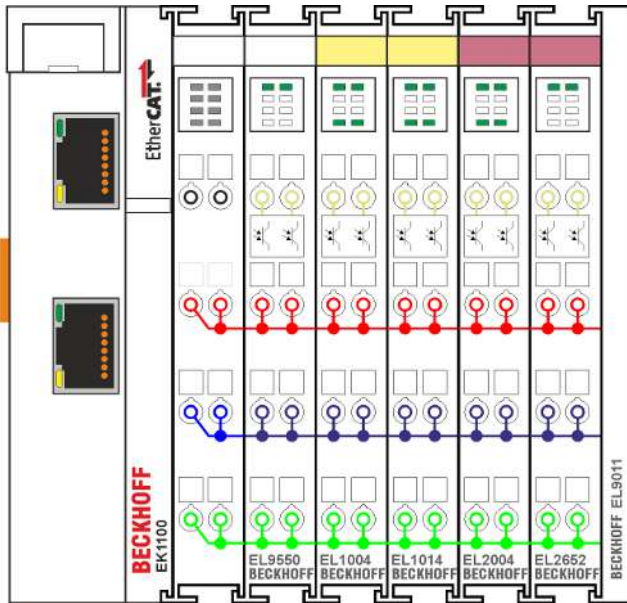 EtherCAT.
BECKHOFF
EK1100
EL9550
BECKHOFF
EL1004
BECKHOFF
EL1014
BECKHOFF
EL2004
BECKHOFF
EL2652
BECKHOFF
BECKHOFF EL9011